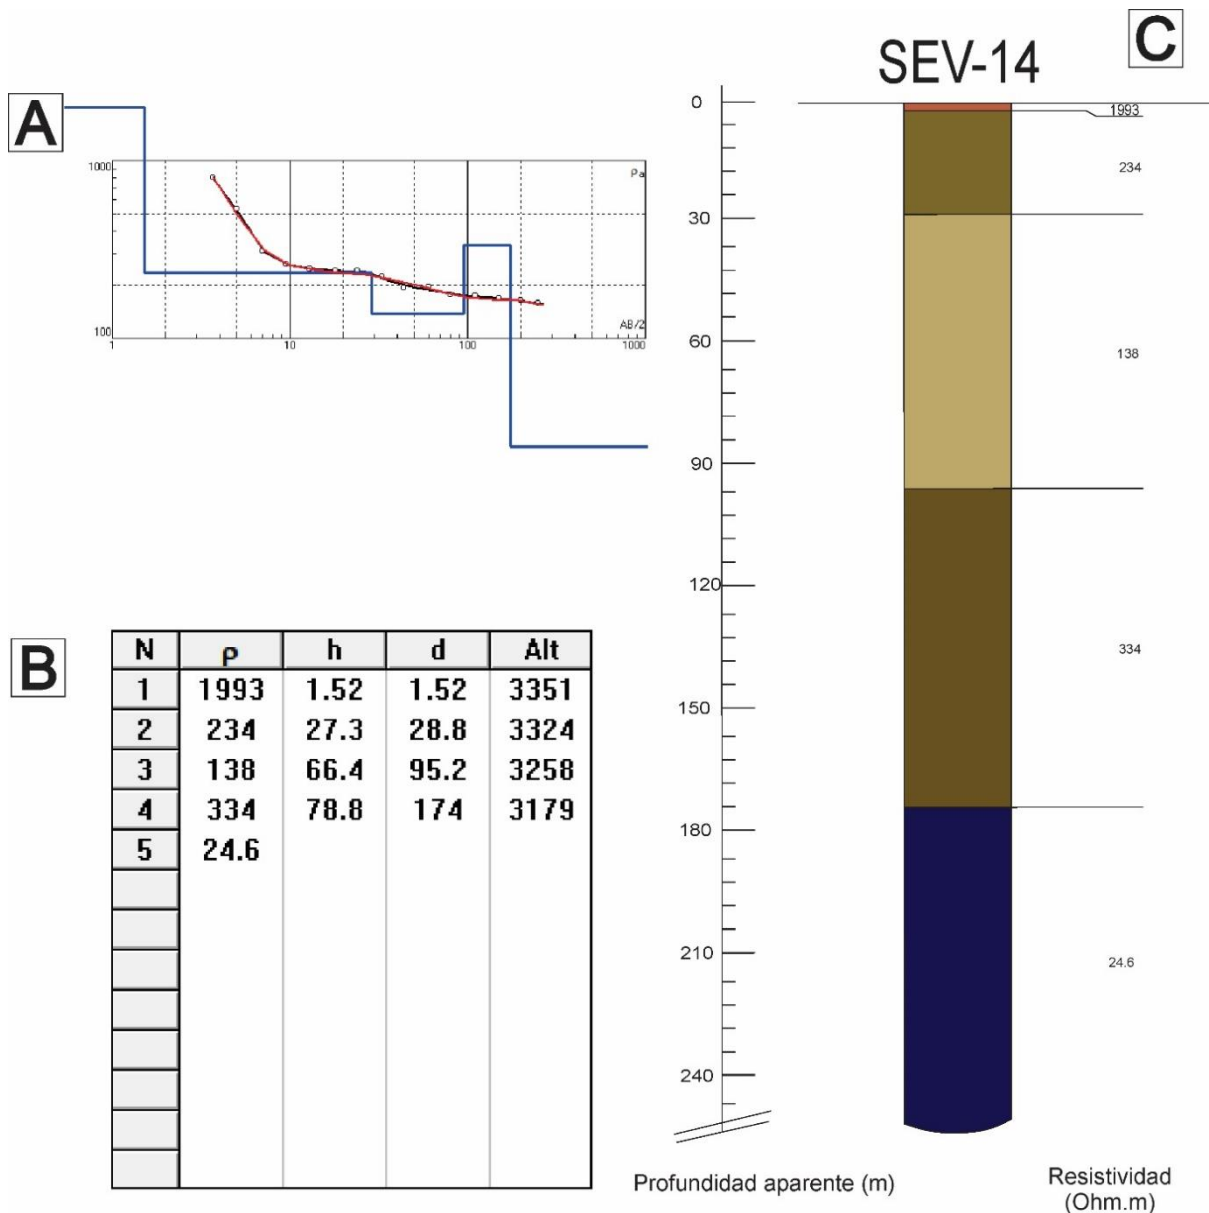 A
1000
100
Pa
AB/2
1
10
100
1000
B
N ρ h d Alt
1 1993 1.52 1.52 3351
2 234 27.3 28.8 3324
3 138 66.4 95.2 3258
4 334 78.8 174 3179
5 24.6
C
SEV-14
0
30
60
90
120
150
180
210
240
1993
234
138
334
24.6
Profundidad aparente (m)
Resistividad
(Ohm.m)